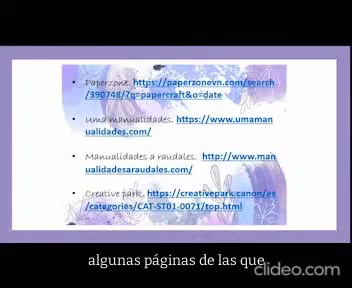 • Paperzone. https://paperzonevn.com/search
/390748/?q=papercraft&o=date
• Uma manualidades. https://www.umaman
ualidades.com/
• Manualidades a raudales. http://www.man
ualidadesaraudales.com/
• Creative park. https://creativepark.canon/es
/categories/CAT-ST01-0071/top.html
algunas páginas de las que
clideo.com